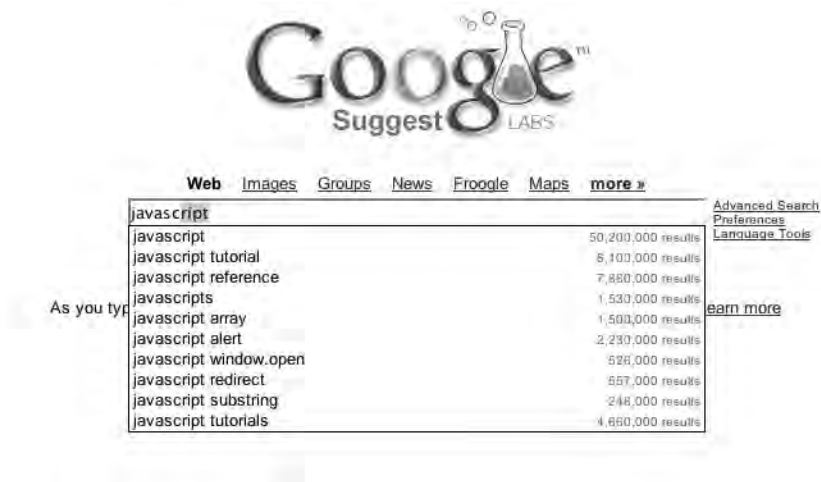 Google™
Suggest LABS
Web Images Groups News Froogle Maps more »
javascript
Advanced Search
Preferences
Language Tools
javascript 50,200,000 results
javascript tutorial 6,100,000 results
javascript reference 7,660,000 results
javascripts 1,530,000 results
javascript array 1,500,000 results
javascript alert 2,230,000 results
javascript window.open 526,000 results
javascript redirect 557,000 results
javascript substring 248,000 results
javascript tutorials 4,660,000 results
As you typ earn more